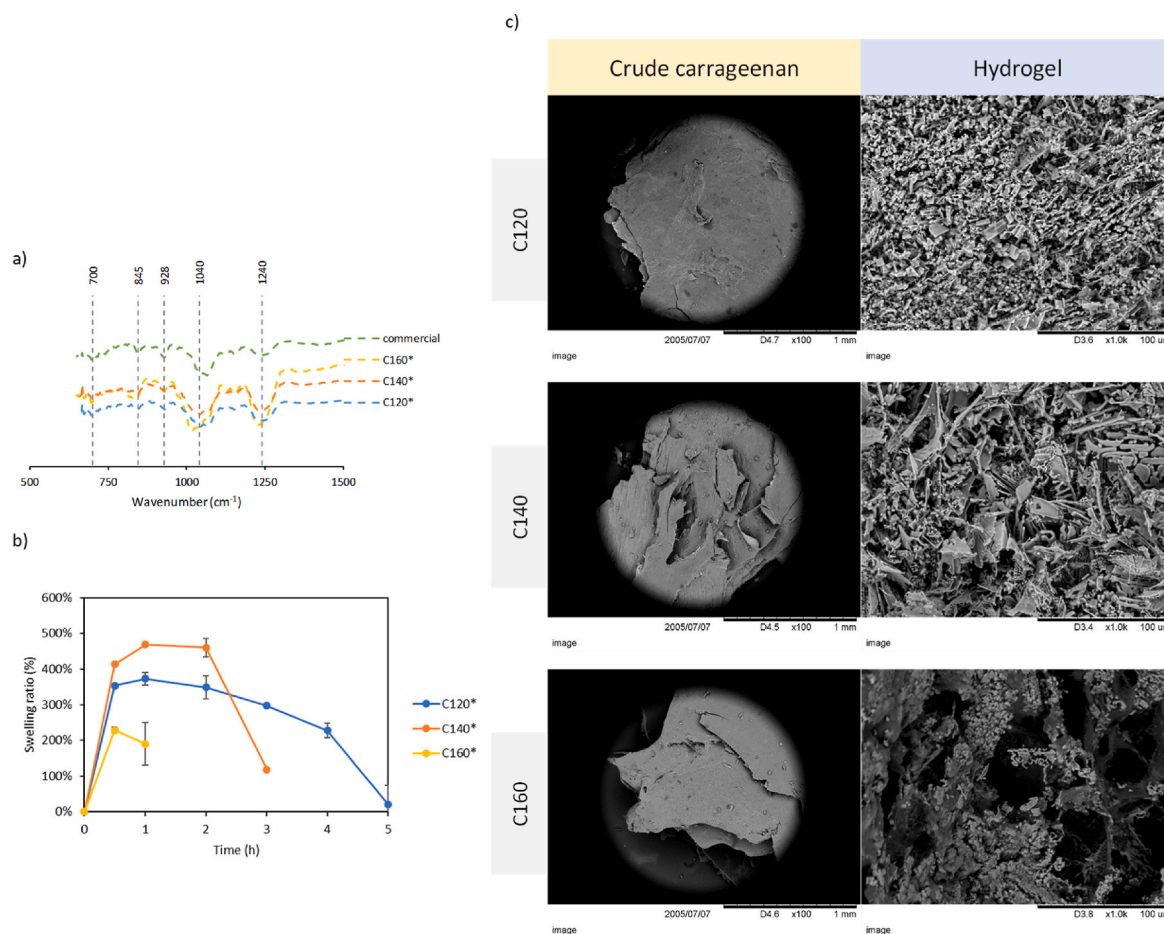 c)
Crude carrageenan
Hydrogel
C120
2005/07/07 D4.7 x100 1 mm
image
D3.6 x1.0k 100 um
image
C140
2005/07/07 D4.5 x100 1 mm
image
D3.4 x1.0k 100 um
image
C160
2005/07/07 D4.6 x100 1 mm
image
D3.8 x1.0k 100 um
image
a)
700
845
928
1040
1240
commercial
C160*
C140*
C120*
500 750 1000 1250 1500
Wavenumber (cm-1)
b)
600%
500%
400%
300%
200%
100%
0%
Swelling ratio (%)
0 1 2 3 4 5
Time (h)
C120*
C140*
C160*